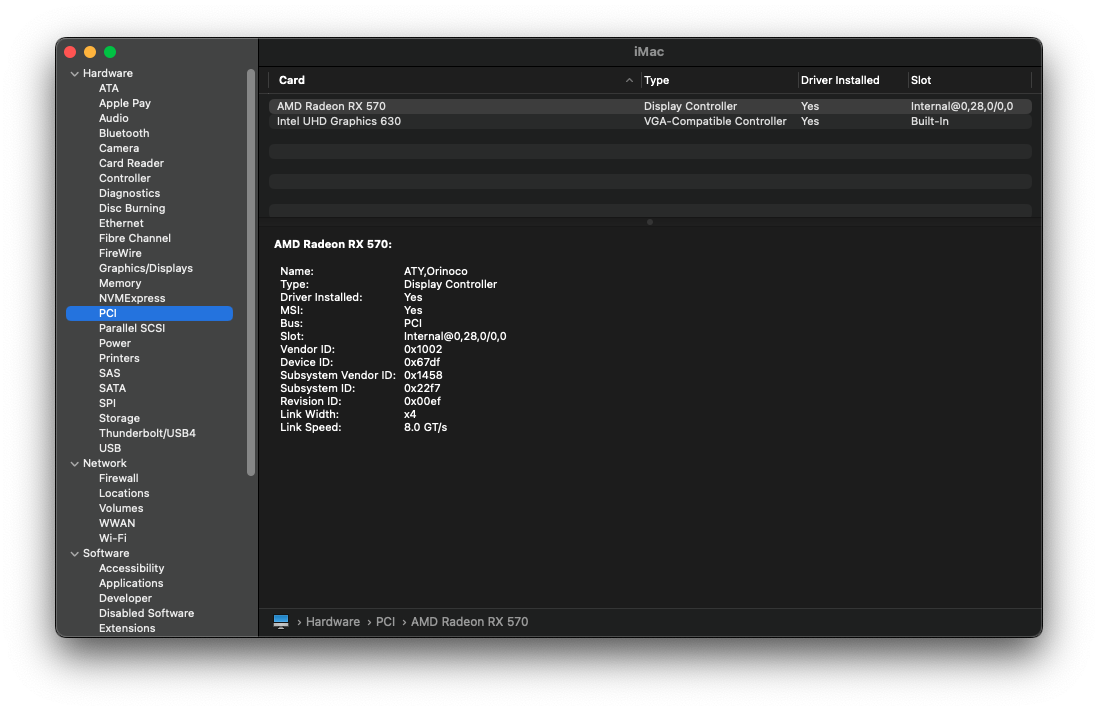 iMac
Hardware
ATA
Apple Pay
Audio
Bluetooth
Camera
Card Reader
Controller
Diagnostics
Disc Burning
Ethernet
Fibre Channel
FireWire
Graphics/Displays
Memory
NVMExpress
PCI
Parallel SCSI
Power
Printers
SAS
SATA
SPI
Storage
Thunderbolt/USB4
USB
Network
Firewall
Locations
Volumes
WWAN
Wi-Fi
Software
Accessibility
Applications
Developer
Disabled Software
Extensions
Card Type Driver Installed Slot
AMD Radeon RX 570 Display Controller Yes Internal@0,28,0/0,0
Intel UHD Graphics 630 VGA-Compatible Controller Yes Built-In
AMD Radeon RX 570:
Name: ATY,Orinoco
Type: Display Controller
Driver Installed: Yes
MSI: Yes
Bus: PCI
Slot: Internal@0,28,0/0,0
Vendor ID: 0x1002
Device ID: 0x67df
Subsystem Vendor ID: 0x1458
Subsystem ID: 0x22f7
Revision ID: 0x00ef
Link Width: x4
Link Speed: 8.0 GT/s
› Hardware › PCI › AMD Radeon RX 570